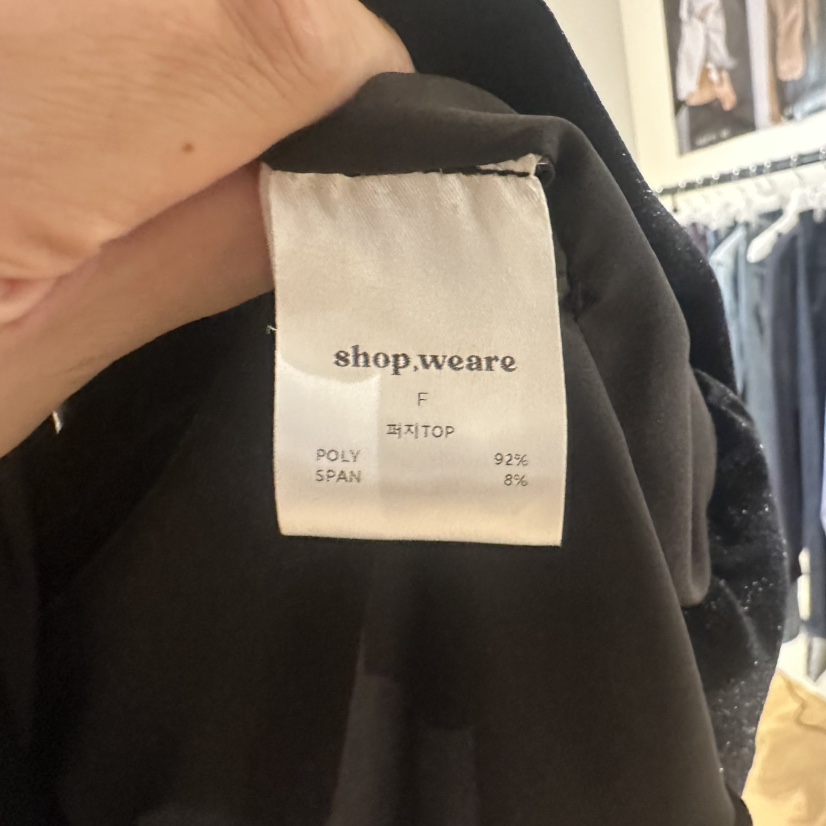 shop,weare
F
퍼지TOP
POLY 92%
SPAN 8%